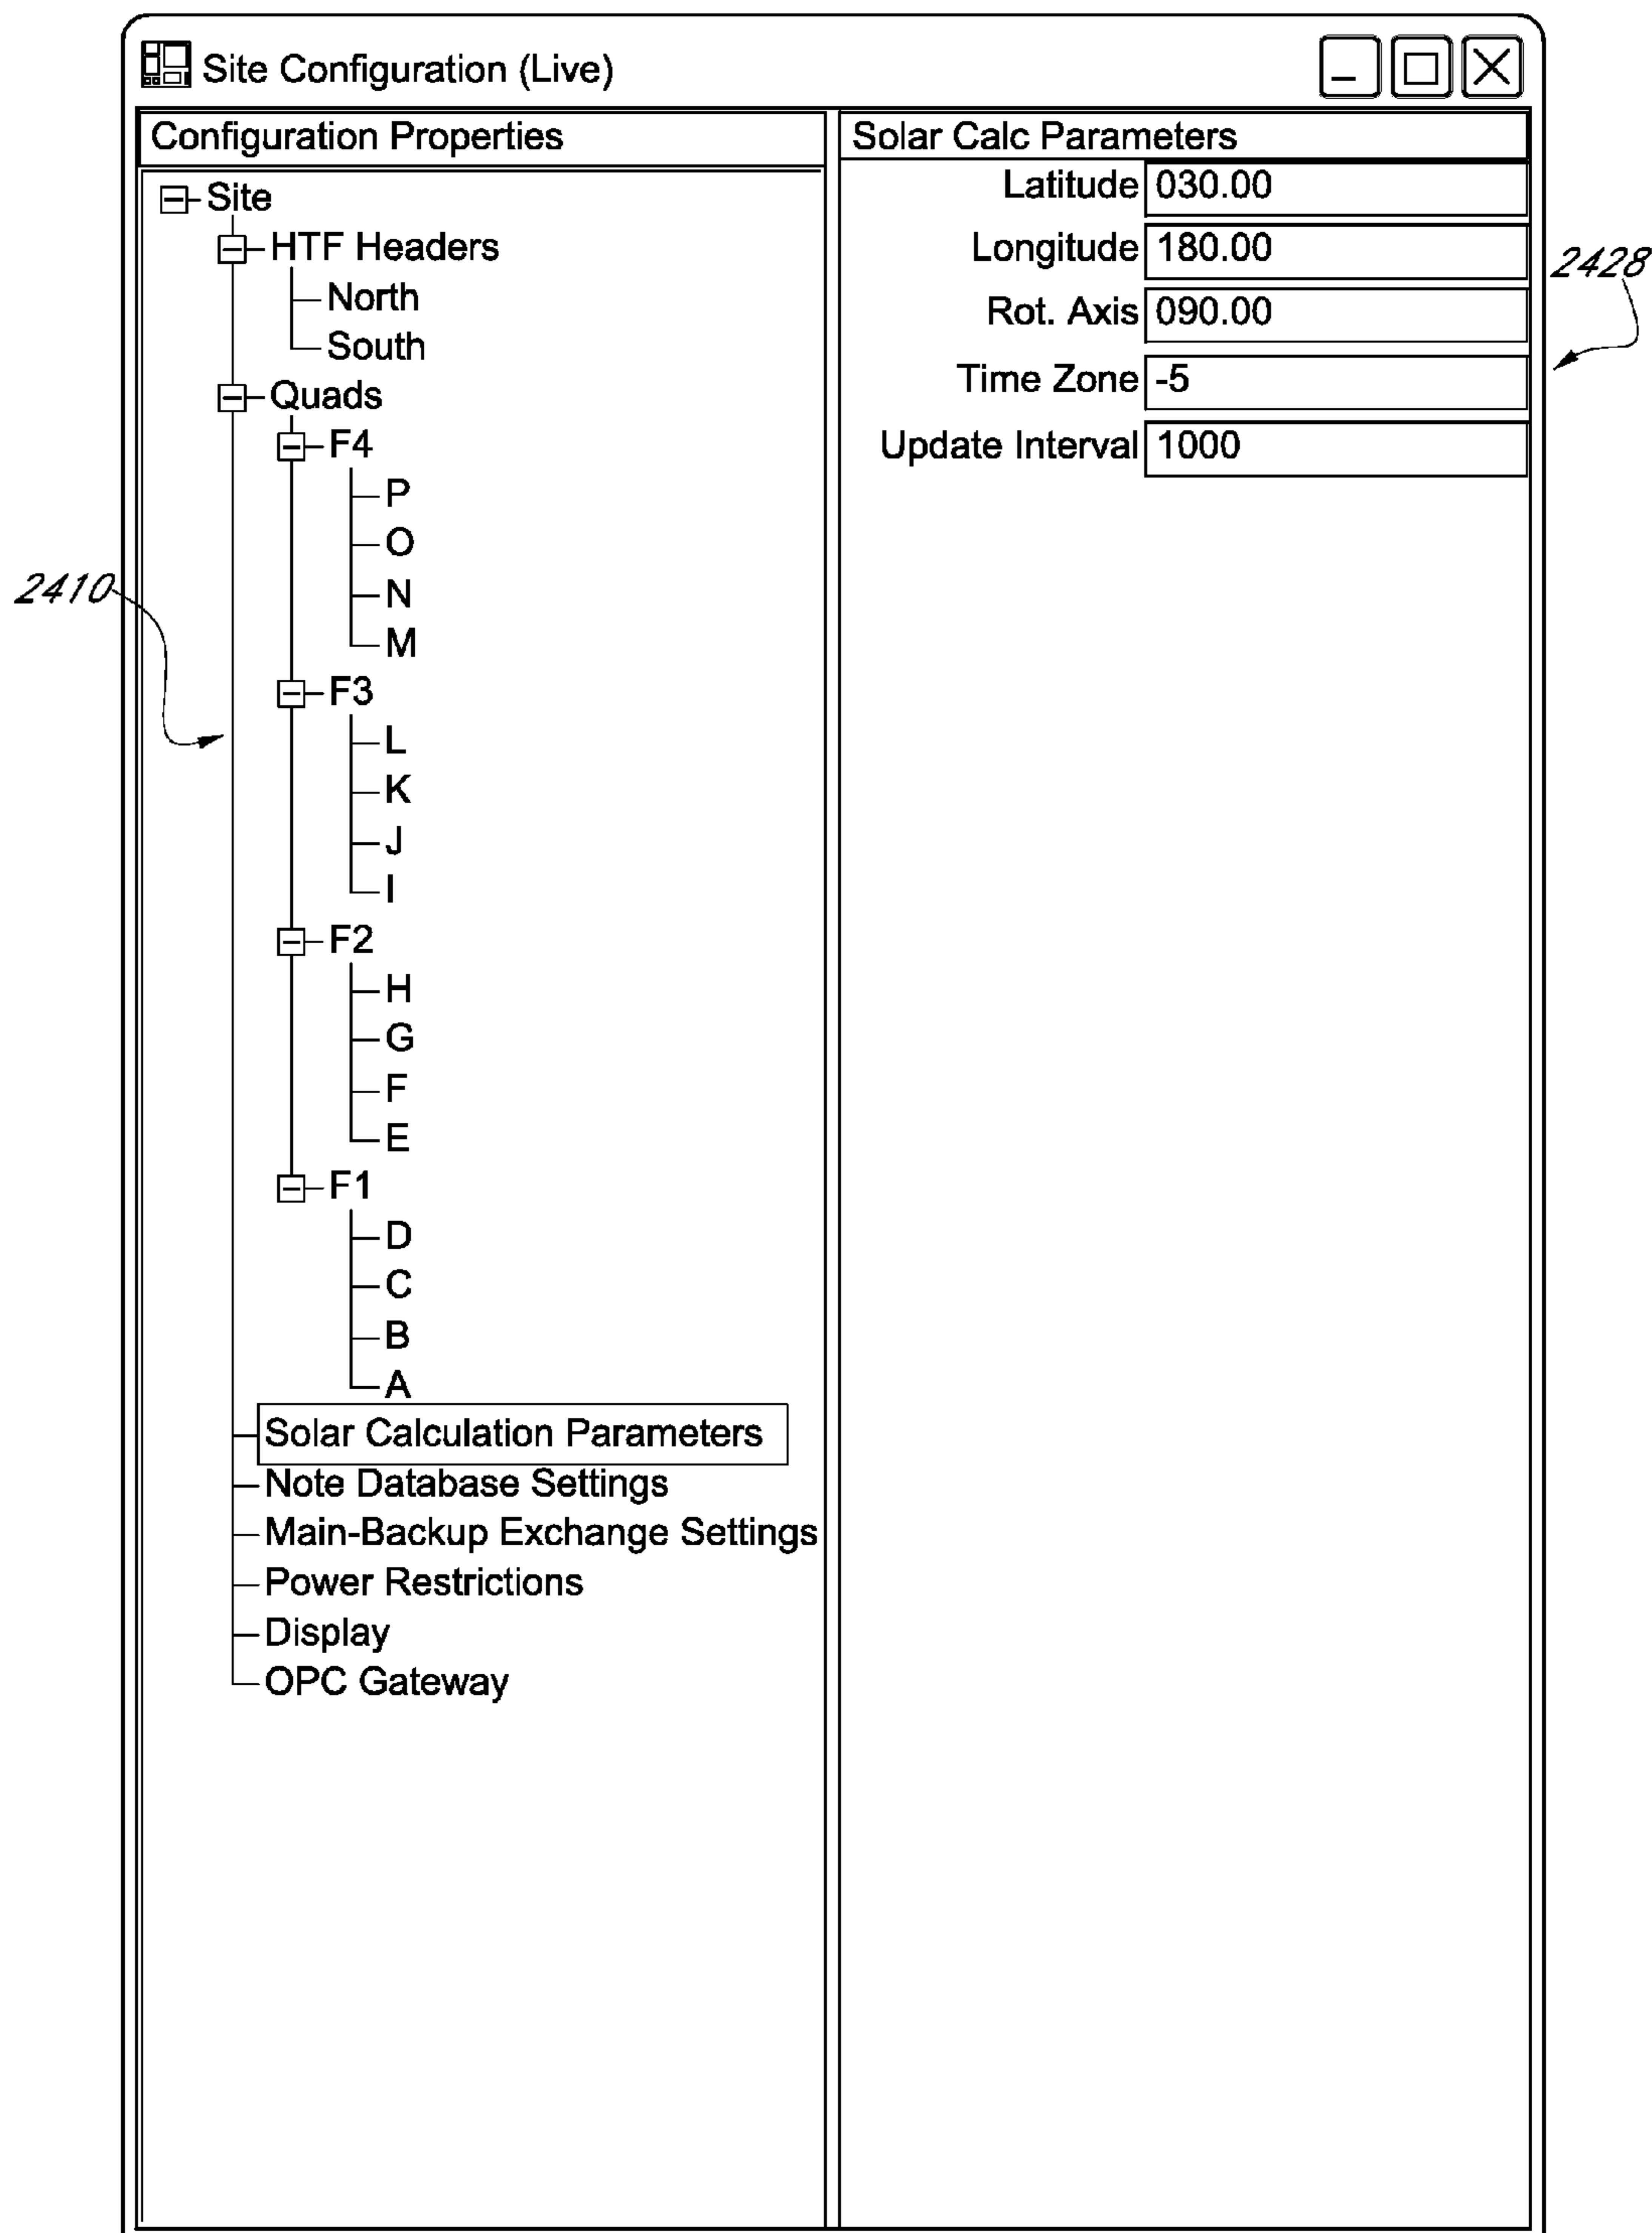 Site Configuration (Live)
Configuration Properties
Site
HTF Headers
North
South
Quads
F4
P
O
N
M
F3
L
K
J
I
F2
H
G
F
E
F1
D
C
B
A
Solar Calculation Parameters
Note Database Settings
Main-Backup Exchange Settings
Power Restrictions
Display
OPC Gateway
2410
Solar Calc Parameters
Latitude 030.00
Longitude 180.00
Rot. Axis 090.00
Time Zone -5
Update Interval 1000
2428